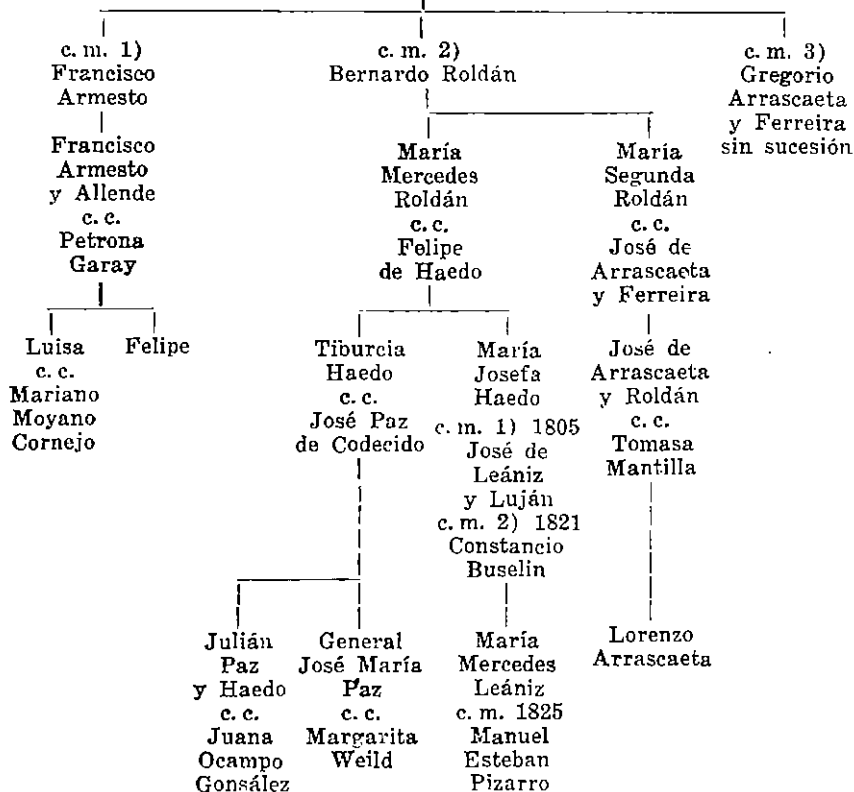 c. m. 1)
Francisco
Armesto
c. m. 2)
Bernardo Roldán
c. m. 3)
Gregorio
Arrascaeta
y Ferreira
sin sucesión
Francisco
Armesto
y Allende
c. c.
Petrona
Garay
María
Mercedes
Roldán
c. c.
Felipe
de Haedo
María
Segunda
Roldán
c. c.
José de
Arrascaeta
y Ferreira
Luisa
c. c.
Mariano
Moyano
Cornejo
Felipe
Tiburcia
Haedo
c. c.
José Paz
de Codecido
María
Josefa
Haedo
c. m. 1) 1805
José de
Leániz
y Luján
c. m. 2) 1821
Constancio
Buselin
José de
Arrascaeta
y Roldán
c. c.
Tomasa
Mantilla
Julián
Paz
y Haedo
c. c.
Juana
Ocampo
Gonsález
General
José María
Paz
c. c.
Margarita
Weild
María
Mercedes
Leániz
c. m. 1825
Manuel
Esteban
Pizarro
Lorenzo
Arrascaeta